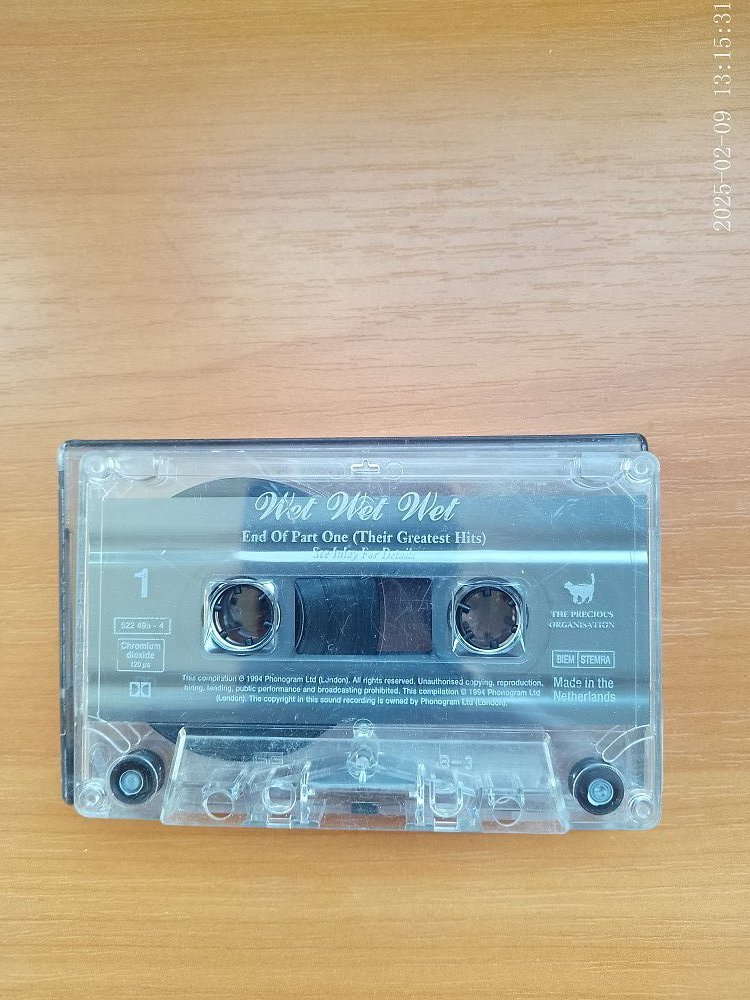 2025-02-09 13:15:31
Wet Wet Wet
End Of Part One (Their Greatest Hits)
See Inlay For Details
1
522 495 - 4
Chromium
dioxide
120 µs
THE PRECIOUS
ORGANISATION
BIEM STEMRA
Made in the
Netherlands
This compilation ℗ 1994 Phonogram Ltd (London). All rights reserved. Unauthorised copying, reproduction,
hiring, lending, public performance and broadcasting prohibited. This compilation © 1994 Phonogram Ltd
(London). The copyright in this sound recording is owned by Phonogram Ltd (London).